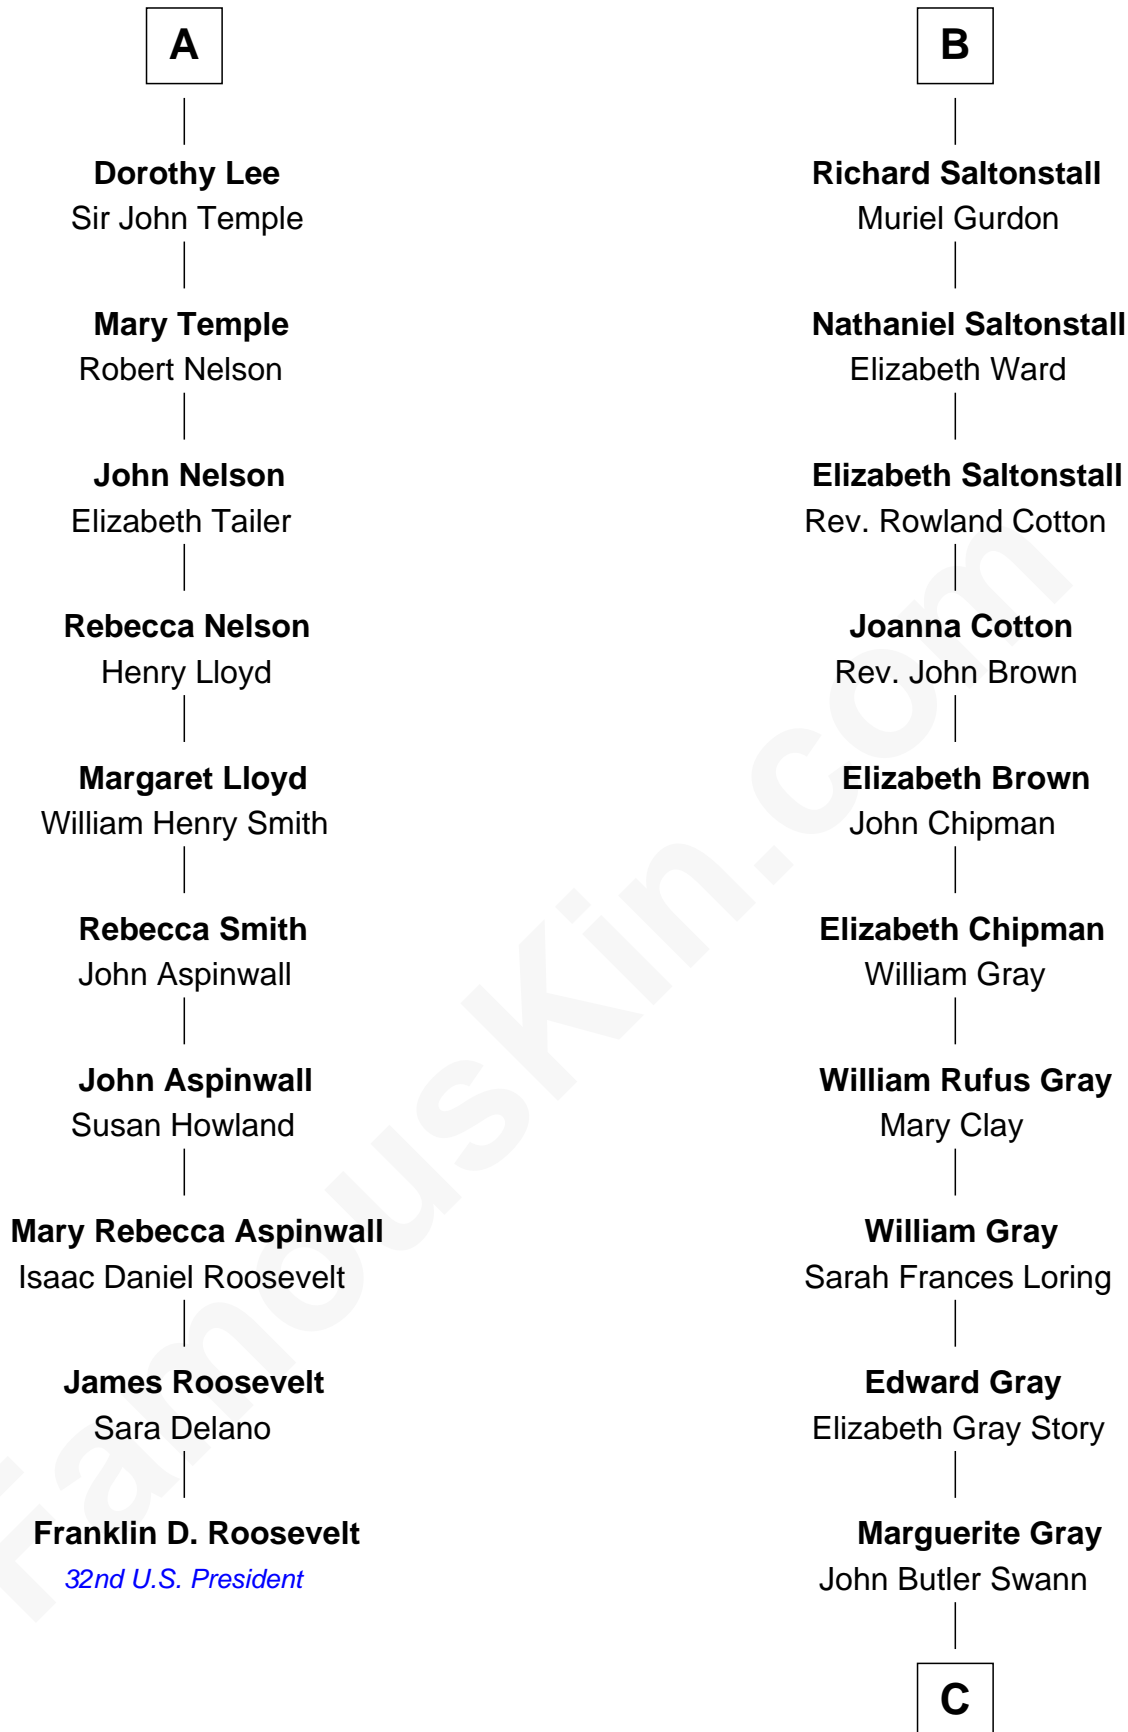 A
Dorothy Lee
Sir John Temple
Mary Temple
Robert Nelson
John Nelson
Elizabeth Tailer
Rebecca Nelson
Henry Lloyd
Margaret Lloyd
William Henry Smith
Rebecca Smith
John Aspinwall
John Aspinwall
Susan Howland
Mary Rebecca Aspinwall
Isaac Daniel Roosevelt
James Roosevelt
Sara Delano
Franklin D. Roosevelt
32nd U.S. President
B
Richard Saltonstall
Muriel Gurdon
Nathaniel Saltonstall
Elizabeth Ward
Elizabeth Saltonstall
Rev. Rowland Cotton
Joanna Cotton
Rev. John Brown
Elizabeth Brown
John Chipman
Elizabeth Chipman
William Gray
William Rufus Gray
Mary Clay
William Gray
Sarah Frances Loring
Edward Gray
Elizabeth Gray Story
Marguerite Gray
John Butler Swann
C
FamousKin.com